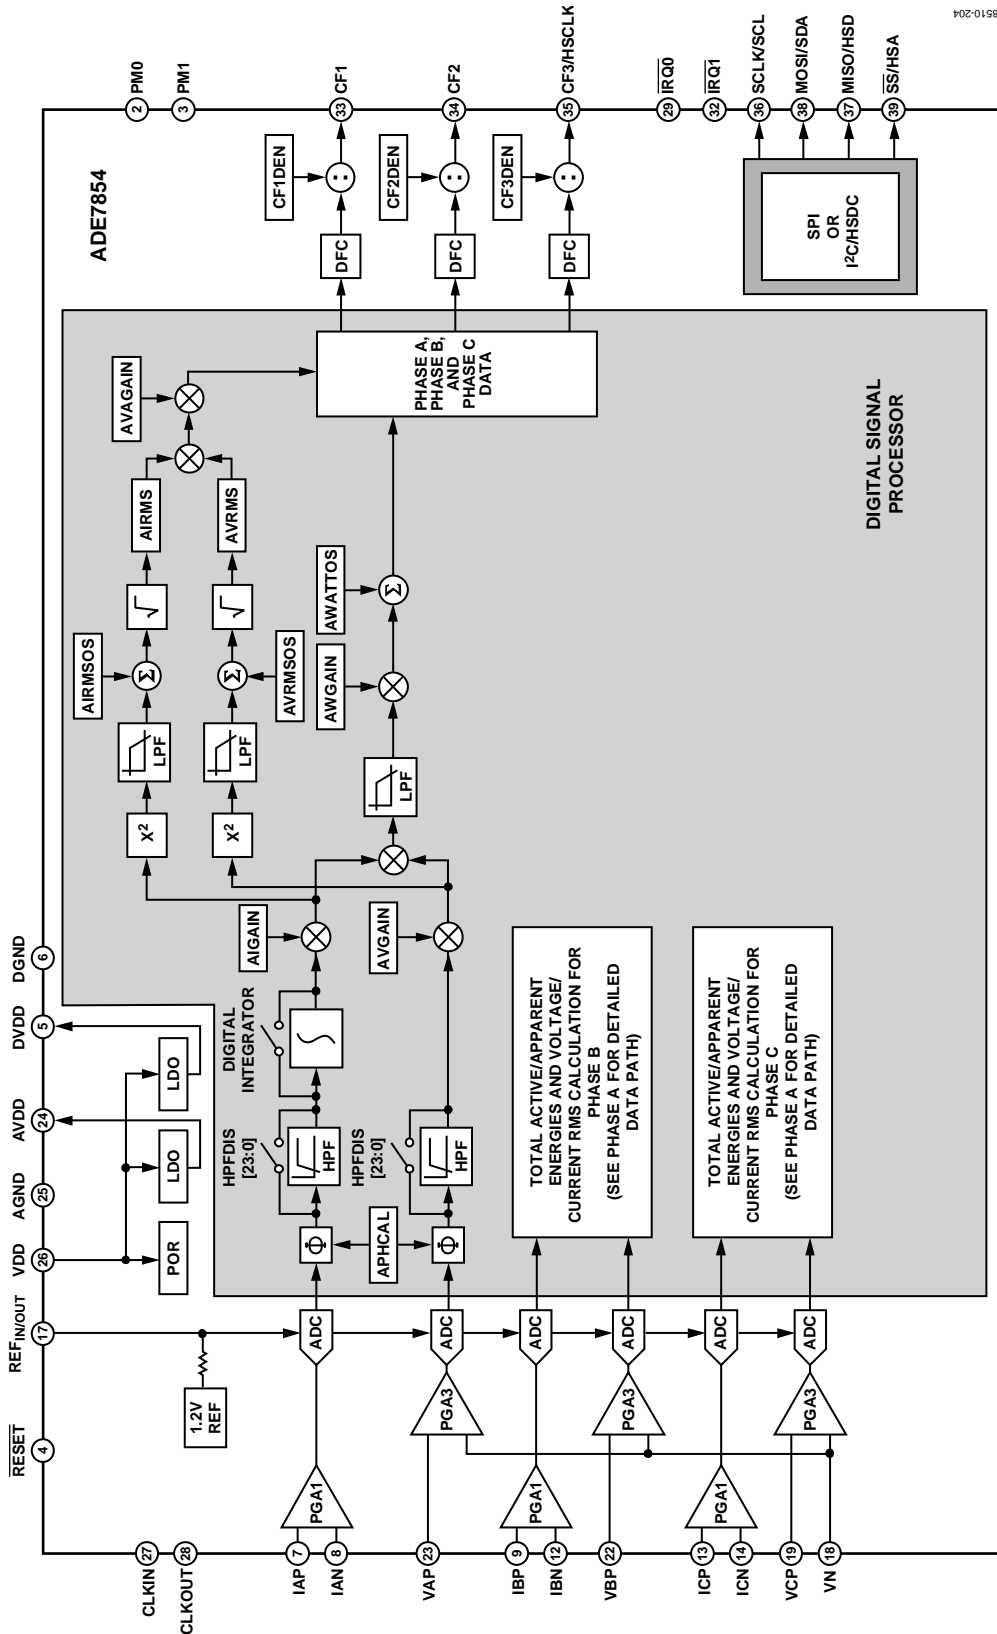 RESET
4
REFIN/OUT
17
VDD
26
AGND
25
AVDD
24
DVDD
5
DGND
6
CLKIN
27
CLKOUT
28
1.2V
REF
POR
LDO
LDO
ADE7854
PM0
2
PM1
3
IAP
7
IAN
8
PGA1
ADC
VAP
23
PGA3
ADC
IBP
9
IBN
12
PGA1
ADC
VBP
22
PGA3
ADC
ICP
13
ICN
14
PGA1
ADC
VCP
19
VN
18
PGA3
ADC
Φ
APHCAL
Φ
HPFDIS
[23:0]
HPF
HPFDIS
[23:0]
HPF
DIGITAL
INTEGRATOR
AIGAIN
AVGAIN
X2
LPF
AIRMSOS
Σ
√
AIRMS
X2
LPF
AVRMSOS
Σ
√
AVRMS
AVAGAIN
LPF
AWGAIN
AWATTOS
Σ
PHASE A,
PHASE B,
AND
PHASE C
DATA
TOTAL ACTIVE/APPARENT
ENERGIES AND VOLTAGE/
CURRENT RMS CALCULATION FOR
PHASE B
(SEE PHASE A FOR DETAILED
DATA PATH)
TOTAL ACTIVE/APPARENT
ENERGIES AND VOLTAGE/
CURRENT RMS CALCULATION FOR
PHASE C
(SEE PHASE A FOR DETAILED
DATA PATH)
DIGITAL SIGNAL
PROCESSOR
DFC
CF1DEN
:
33
CF1
DFC
CF2DEN
:
34
CF2
DFC
CF3DEN
:
35
CF3/HSCLK
29
IRQ0
32
IRQ1
SPI
OR
I2C/HSDC
36
SCLK/SCL
38
MOSI/SDA
37
MISO/HSD
39
SS/HSA
8510-204